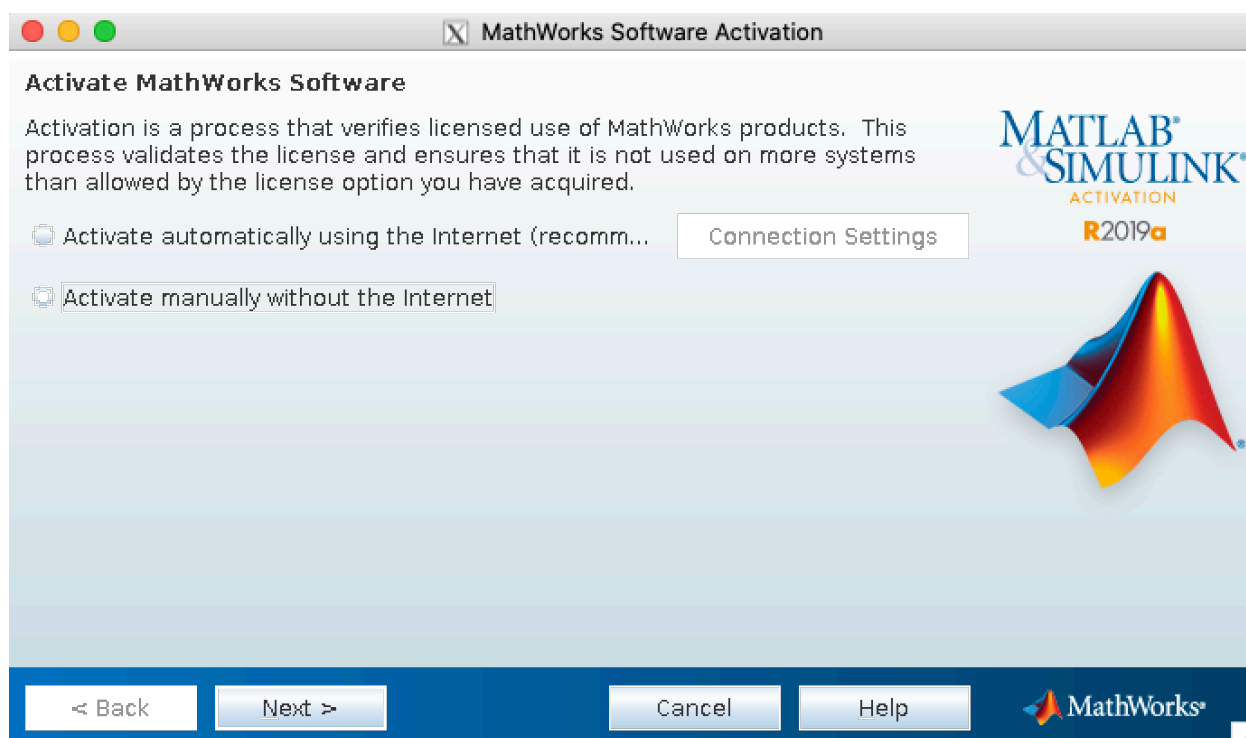 MathWorks Software Activation
Activate MathWorks Software
Activation is a process that verifies licensed use of MathWorks products.  This
process validates the license and ensures that it is not used on more systems
than allowed by the license option you have acquired.
Activate automatically using the Internet (recomm...
Connection Settings
Activate manually without the Internet
MATLAB®
&SIMULINK®
ACTIVATION
R2019a
®
< Back
Next >
Cancel
Help
MathWorks®